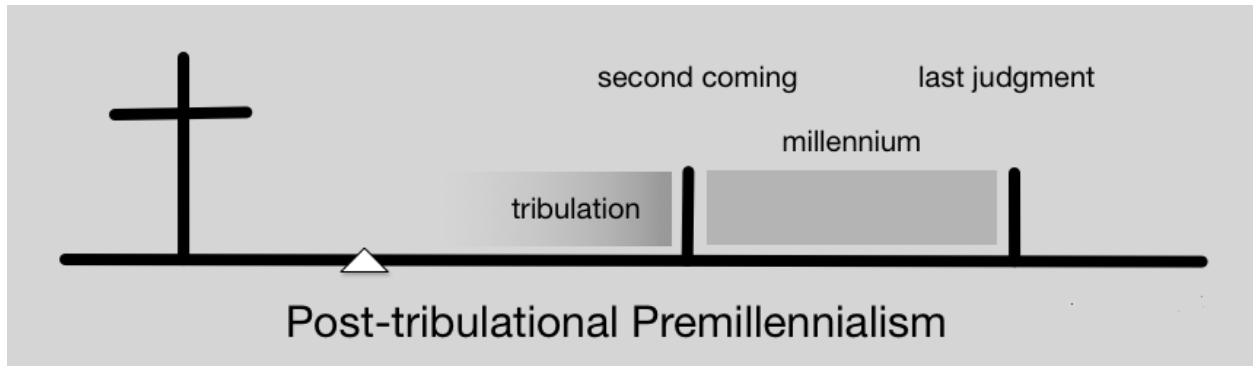 second coming
last judgment
millennium
tribulation
Post-tribulational Premillennialism